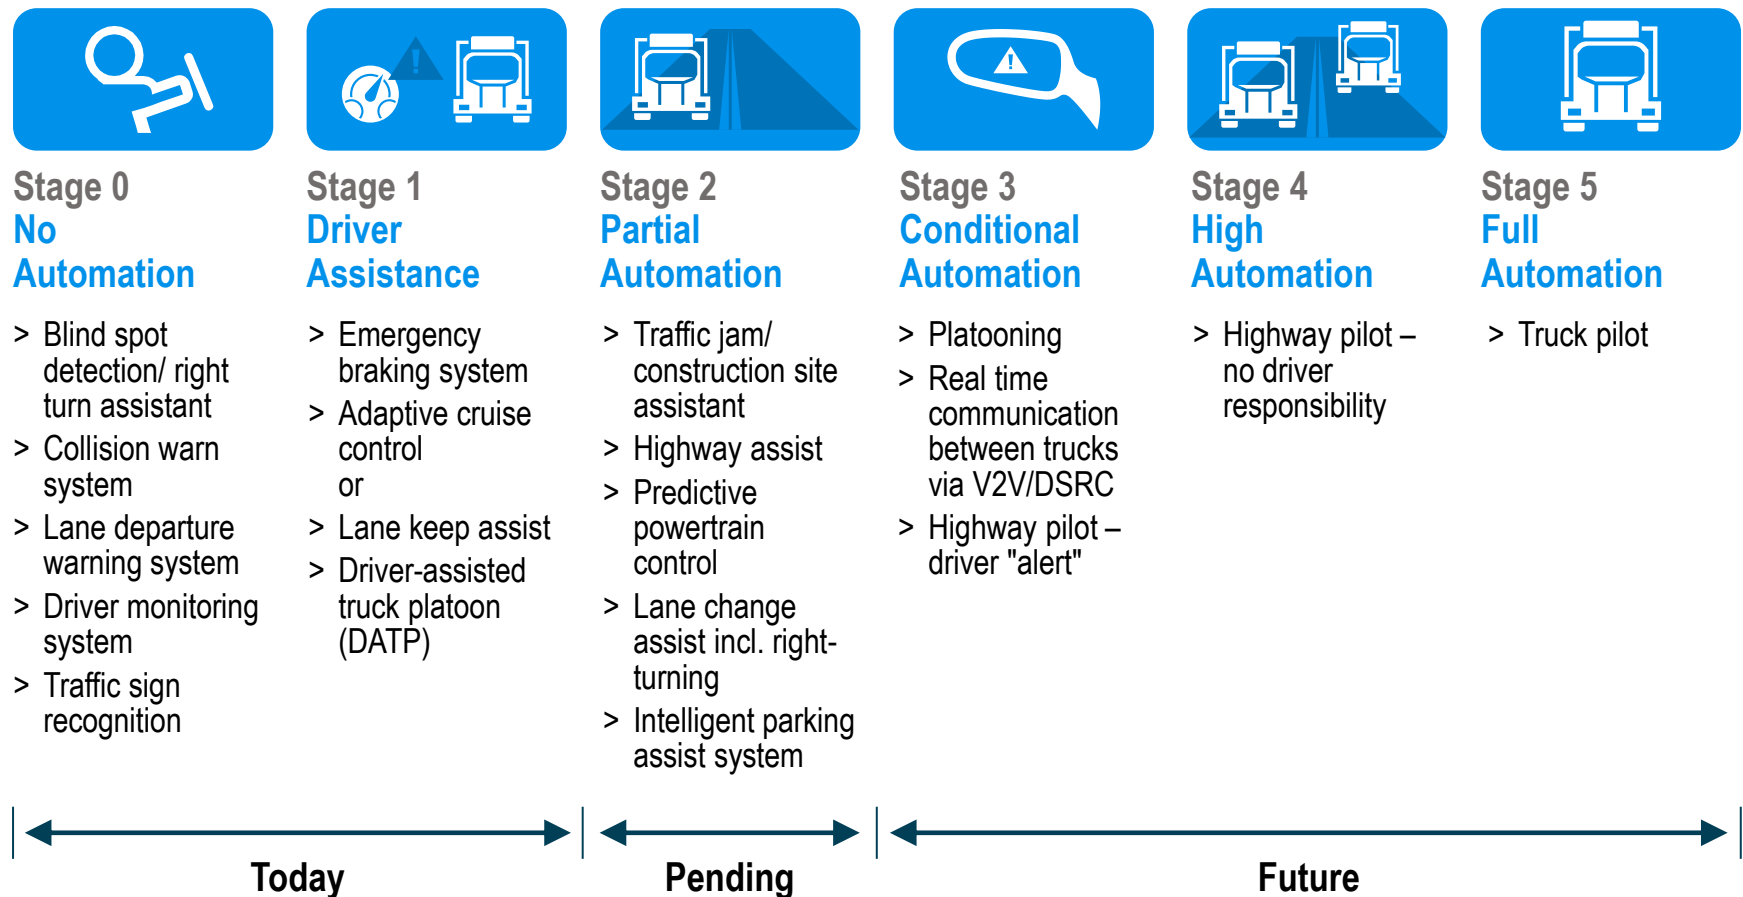 Stage 0
No
Automation
> Blind spot
detection/ right
turn assistant
> Collision warn
system
> Lane departure
warning system
> Driver monitoring
system
> Traffic sign
recognition
Stage 1
Driver
Assistance
> Emergency
braking system
> Adaptive cruise
control
or
> Lane keep assist
> Driver-assisted
truck platoon
(DATP)
Stage 2
Partial
Automation
> Traffic jam/
construction site
assistant
> Highway assist
> Predictive
powertrain
control
> Lane change
assist incl. right-
turning
> Intelligent parking
assist system
Stage 3
Conditional
Automation
> Platooning
> Real time
communication
between trucks
via V2V/DSRC
> Highway pilot –
driver "alert"
Stage 4
High
Automation
> Highway pilot –
no driver
responsibility
Stage 5
Full
Automation
> Truck pilot
Today
Pending
Future